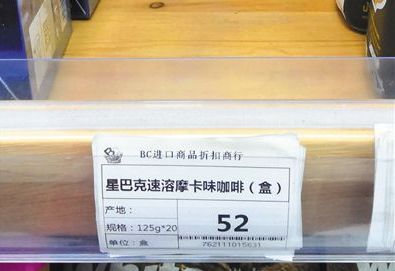 BC进口商品折扣商行
星巴克速溶摩卡味咖啡（盒）
产地：
规格：125g*20
单位：盒
52
762111015631